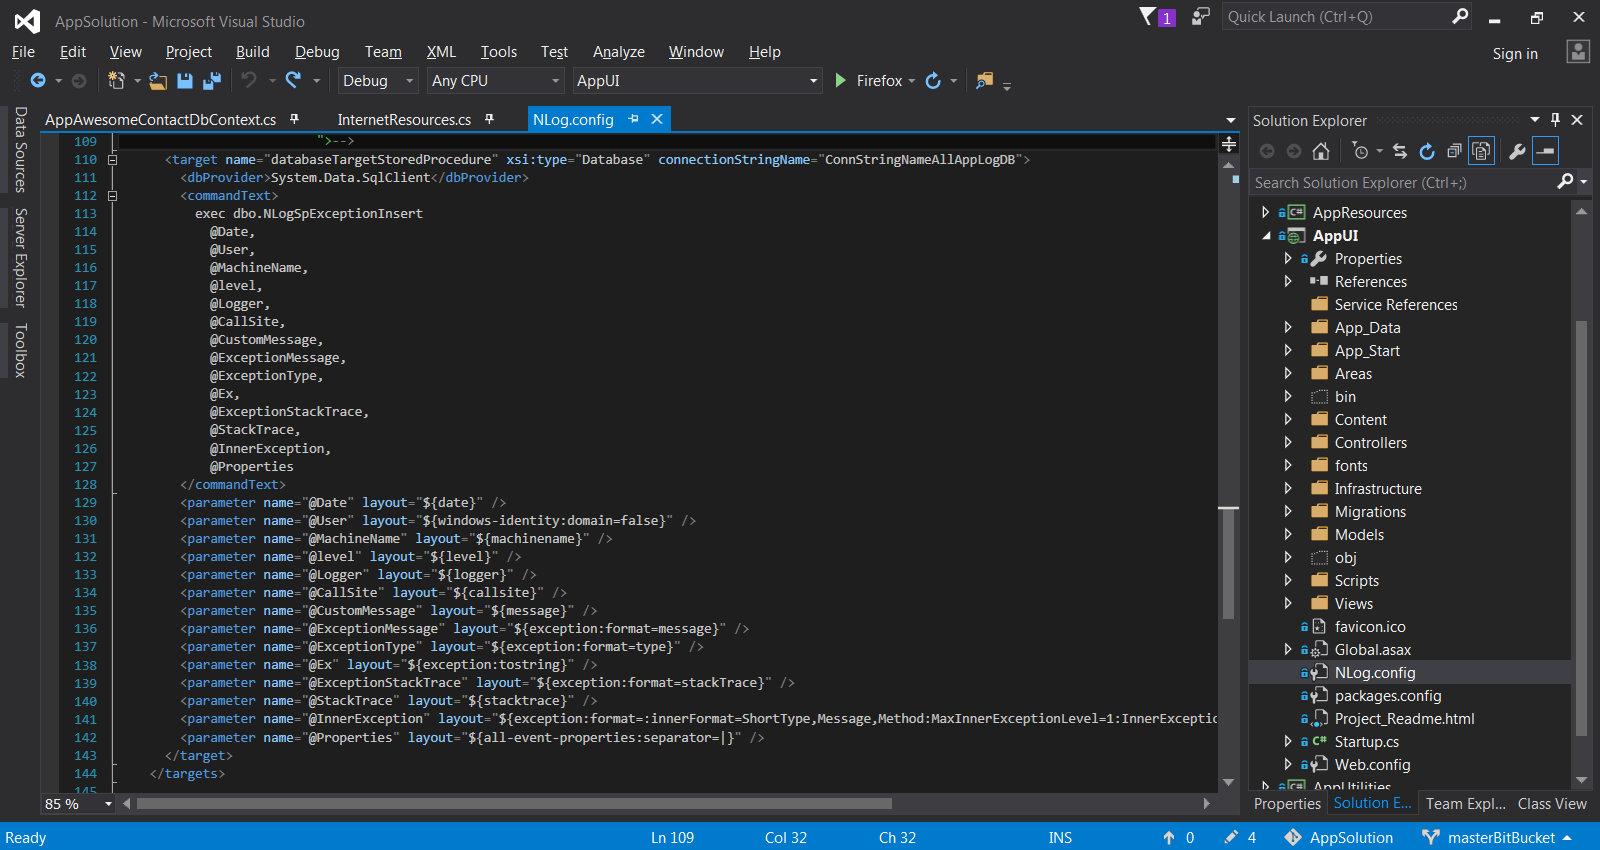 AppSolution - Microsoft Visual Studio
1
Quick Launch (Ctrl+Q)
File Edit View Project Build Debug Team XML Tools Test Analyze Window Help
Sign in
Debug Any CPU AppUI Firefox
Data Sources
Server Explorer
Toolbox
AppAwesomeContactDbContext.cs InternetResources.cs NLog.config
109 ">-->
110 <target name="databaseTargetStoredProcedure" xsi:type="Database" connectionStringName="ConnStringNameAllAppLogDB">
111 <dbProvider>System.Data.SqlClient</dbProvider>
112 <commandText>
113 exec dbo.NLogSpExceptionInsert
114 @Date,
115 @User,
116 @MachineName,
117 @level,
118 @Logger,
119 @CallSite,
120 @CustomMessage,
121 @ExceptionMessage,
122 @ExceptionType,
123 @Ex,
124 @ExceptionStackTrace,
125 @StackTrace,
126 @InnerException,
127 @Properties
128 </commandText>
129 <parameter name="@Date" layout="${date}" />
130 <parameter name="@User" layout="${windows-identity:domain=false}" />
131 <parameter name="@MachineName" layout="${machinename}" />
132 <parameter name="@level" layout="${level}" />
133 <parameter name="@Logger" layout="${logger}" />
134 <parameter name="@CallSite" layout="${callsite}" />
135 <parameter name="@CustomMessage" layout="${message}" />
136 <parameter name="@ExceptionMessage" layout="${exception:format=message}" />
137 <parameter name="@ExceptionType" layout="${exception:format=type}" />
138 <parameter name="@Ex" layout="${exception:tostring}" />
139 <parameter name="@ExceptionStackTrace" layout="${exception:format=stackTrace}" />
140 <parameter name="@StackTrace" layout="${stacktrace}" />
141 <parameter name="@InnerException" layout="${exception:format=:innerFormat=ShortType,Message,Method:MaxInnerExceptionLevel=1:InnerExceptio
142 <parameter name="@Properties" layout="${all-event-properties:separator=|}" />
143 </target>
144 </targets>
145
85 %
Solution Explorer
Search Solution Explorer (Ctrl+;)
C# AppResources
AppUI
Properties
References
Service References
App_Data
App_Start
Areas
bin
Content
Controllers
fonts
Infrastructure
Migrations
Models
obj
Scripts
Views
favicon.ico
Global.asax
NLog.config
packages.config
Project_Readme.html
C# Startup.cs
Web.config
C# AppUtilities
Properties Solution E... Team Expl... Class View
Ready Ln 109 Col 32 Ch 32 INS 0 4 AppSolution masterBitBucket